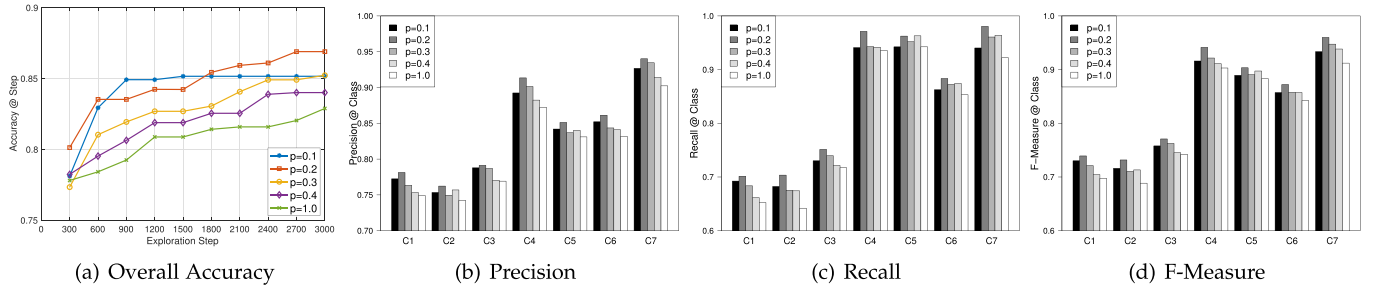 0.9
0.85
0.8
0.75
Accuracy @ Step
0 300 600 900 1200 1500 1800 2100 2400 2700 3000
Exploration Step
p=0.1
p=0.2
p=0.3
p=0.4
p=1.0
(a) Overall Accuracy
1.00
0.95
0.90
0.85
0.80
0.75
0.70
Precision @ Class
p=0.1
p=0.2
p=0.3
p=0.4
p=1.0
C1 C2 C3 C4 C5 C6 C7
(b) Precision
1.0
0.9
0.8
0.7
0.6
Recall @ Class
p=0.1
p=0.2
p=0.3
p=0.4
p=1.0
C1 C2 C3 C4 C5 C6 C7
(c) Recall
1.0
0.9
0.8
0.7
0.6
F−Measure @ Class
p=0.1
p=0.2
p=0.3
p=0.4
p=1.0
C1 C2 C3 C4 C5 C6 C7
(d) F-Measure